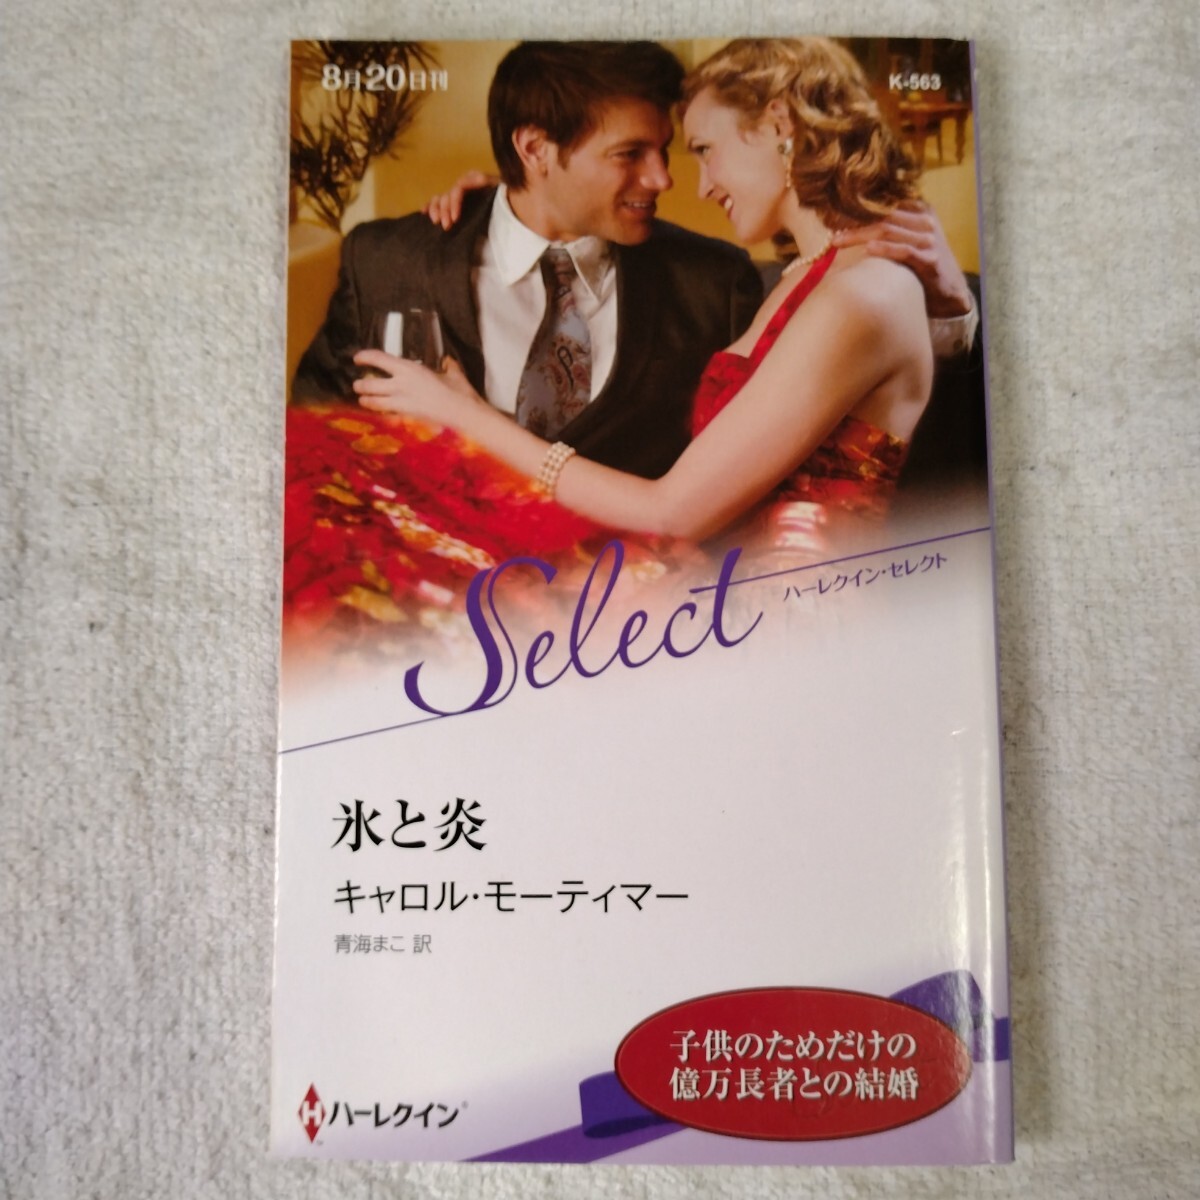 8月20日刊
K-563
Select
ハーレクイン・セレクト
氷と炎
キャロル・モーティマー
青海まこ 訳
子供のためだけの
億万長者との結婚
H ハーレクイン®